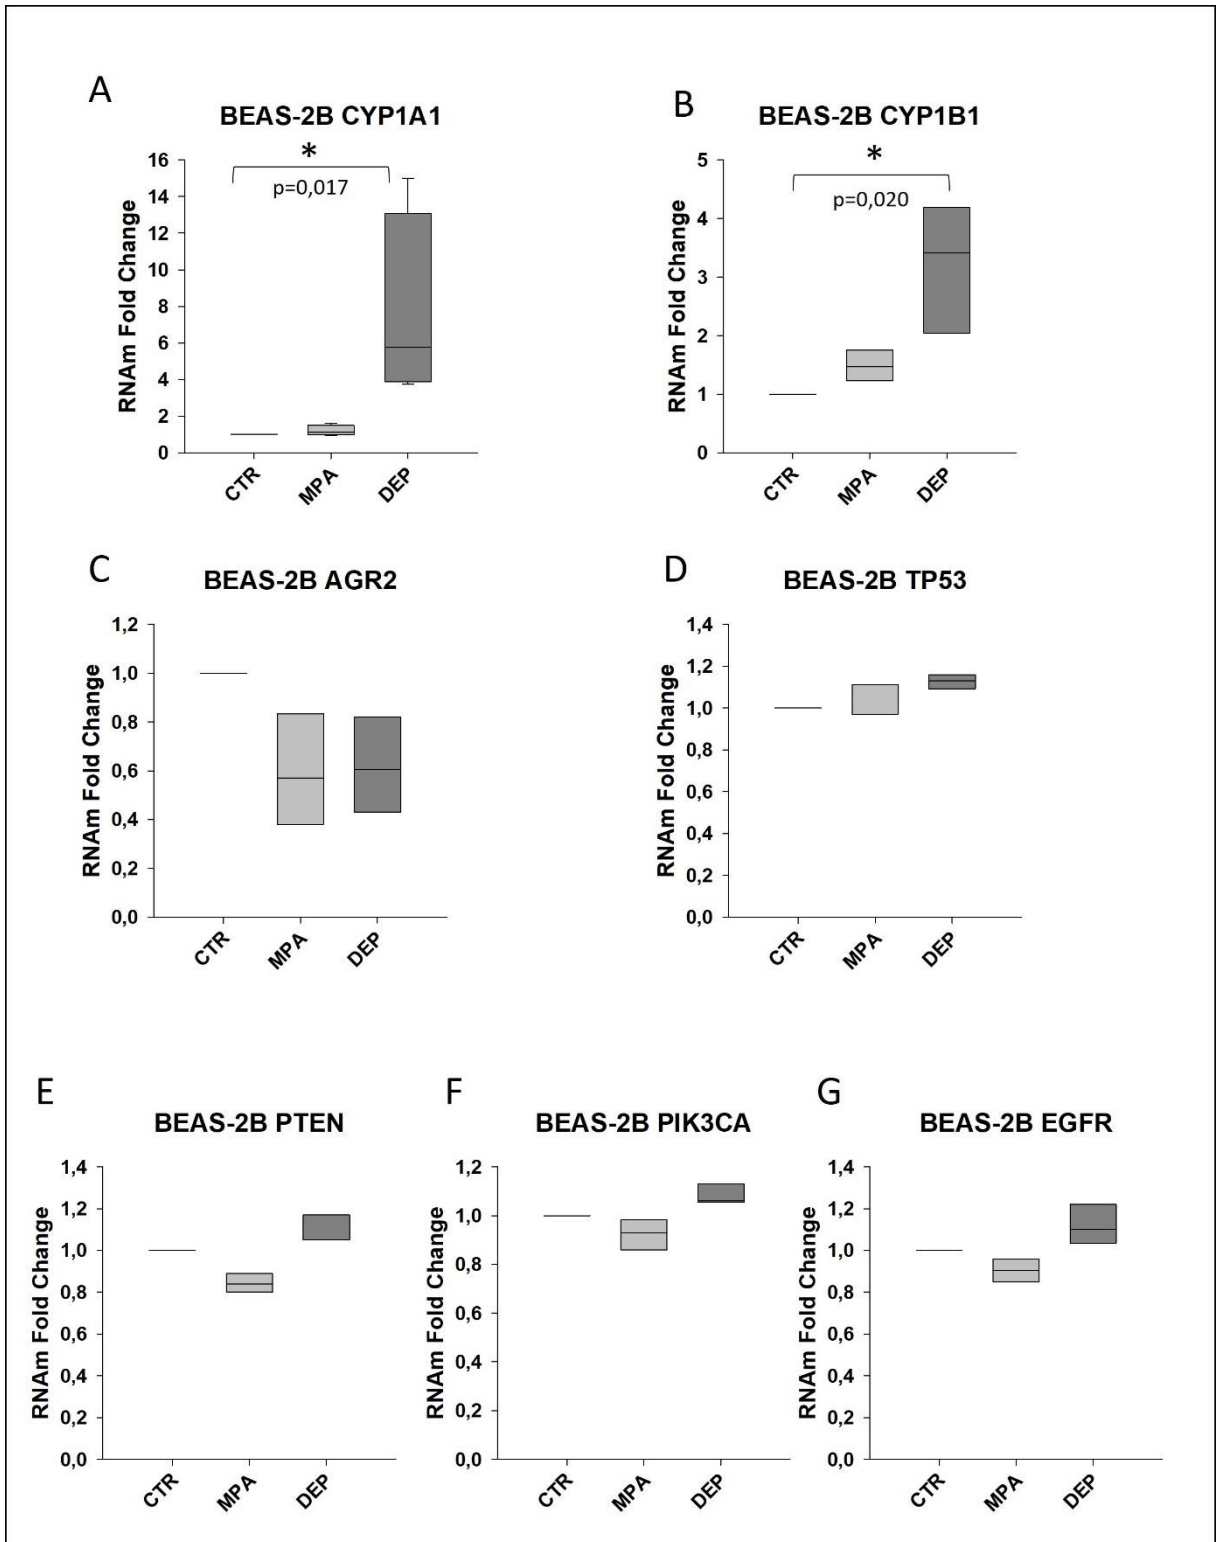 A
BEAS-2B CYP1A1
*
p=0,017
16
14
12
10
8
6
4
2
0
RNAm Fold Change
CTR
MPA
DEP
B
BEAS-2B CYP1B1
*
p=0,020
5
4
3
2
1
0
RNAm Fold Change
CTR
MPA
DEP
C
BEAS-2B AGR2
1,2
1,0
0,8
0,6
0,4
0,2
0,0
RNAm Fold Change
CTR
MPA
DEP
D
BEAS-2B TP53
1,4
1,2
1,0
0,8
0,6
0,4
0,2
0,0
RNAm Fold Change
CTR
MPA
DEP
E
BEAS-2B PTEN
1,4
1,2
1,0
0,8
0,6
0,4
0,2
0,0
RNAm Fold Change
CTR
MPA
DEP
F
BEAS-2B PIK3CA
1,2
1,0
0,8
0,6
0,4
0,2
0,0
RNAm Fold Change
CTR
MPA
DEP
G
BEAS-2B EGFR
1,4
1,2
1,0
0,8
0,6
0,4
0,2
0,0
RNAm Fold Change
CTR
MPA
DEP